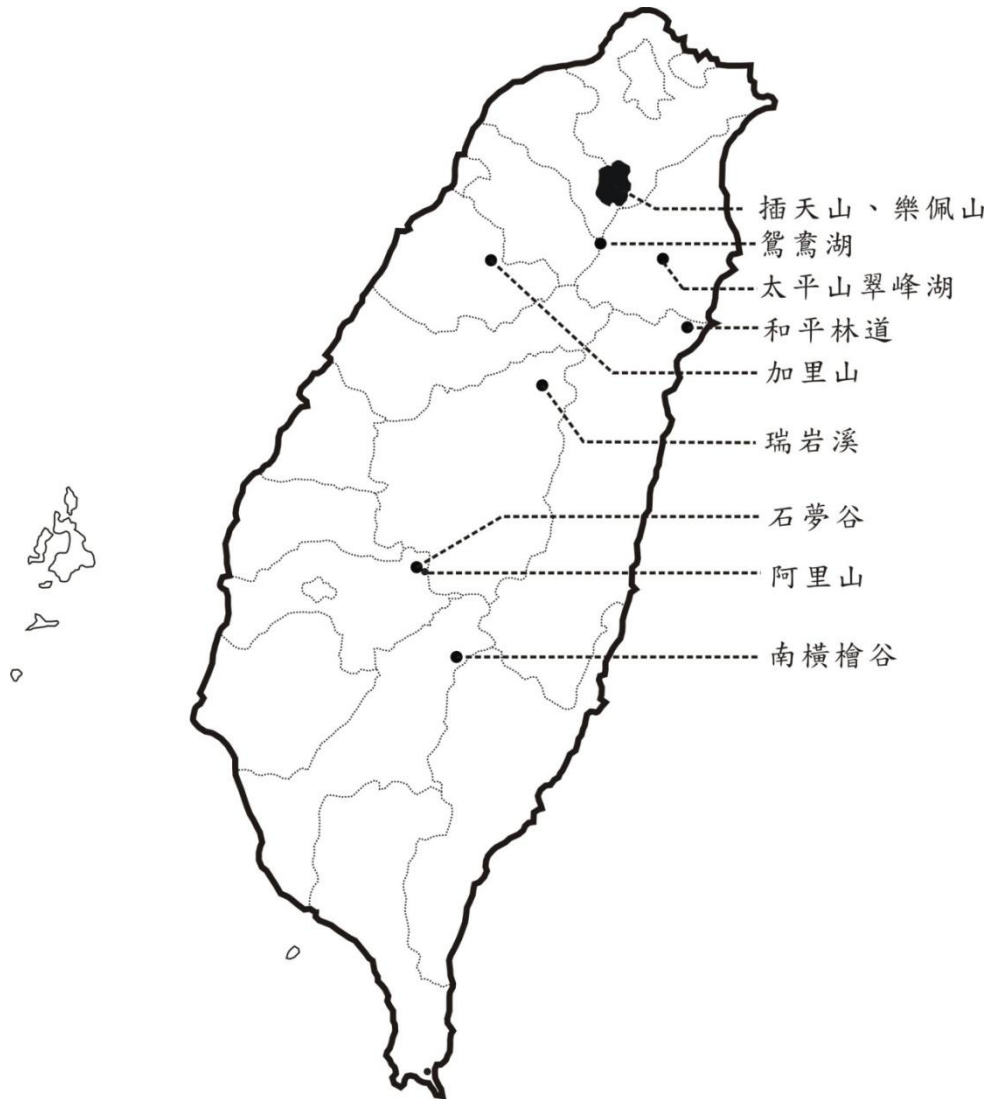 插天山、樂佩山
鴛鴦湖
太平山翠峰湖
和平林道
加里山
瑞岩溪
石夢谷
阿里山
南橫檜谷